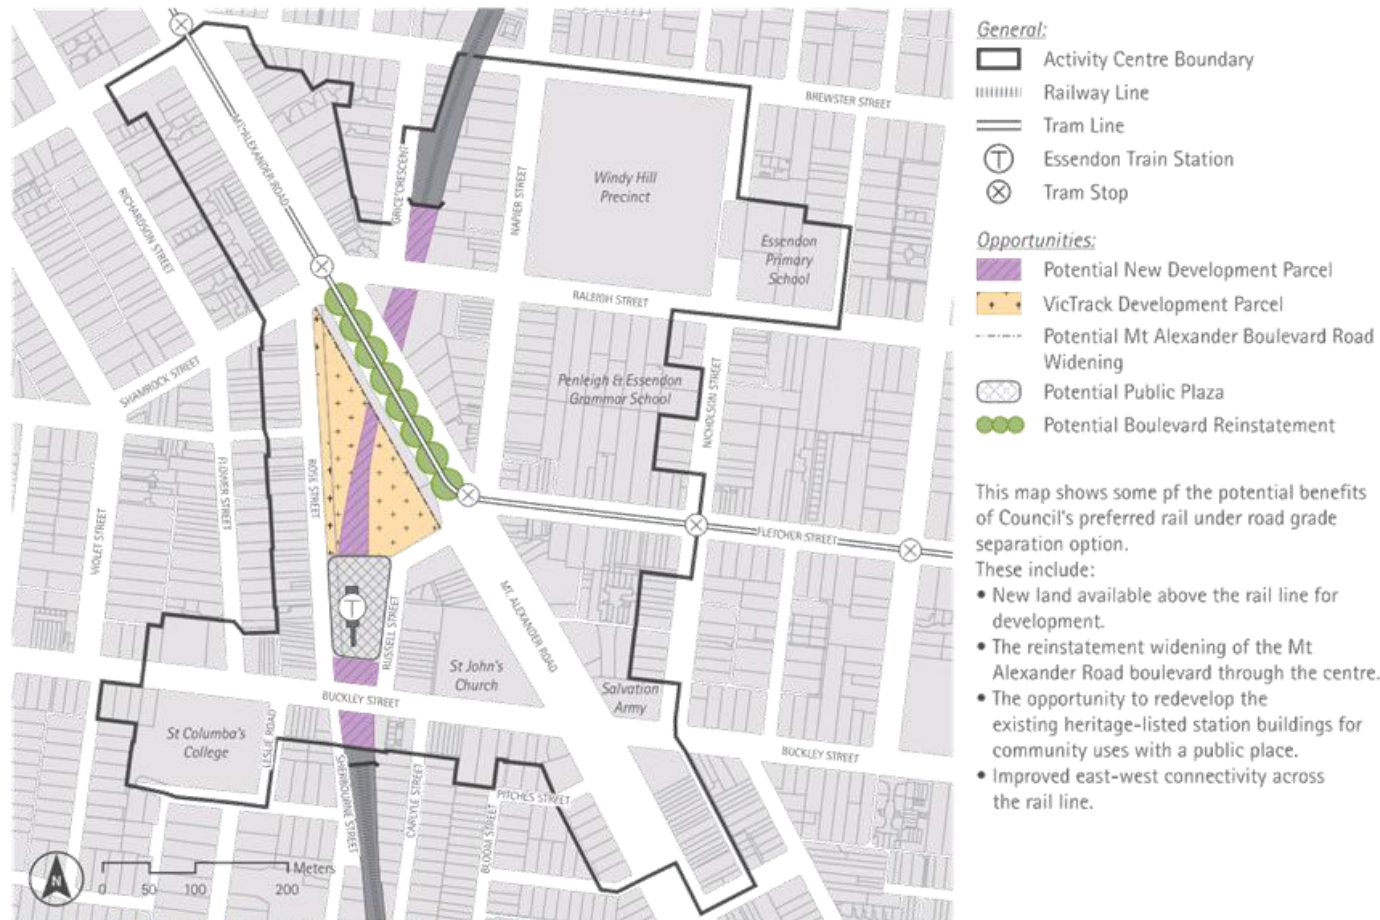 BREWSTER STREET
MT. ALEXANDER ROAD
GRICE CRESCENT
NAPIER STREET
Windy Hill
Precinct
RICHARDSON STREET
Essendon
Primary
School
RALEIGH STREET
SHAMROCK STREET
Penleigh & Essendon
Grammar School
NICHOLSON STREET
FLOWER STREET
ROSE STREET
VIOLET STREET
FLETCHER STREET
T
RUSSELL STREET
MT. ALEXANDER ROAD
St John's
Church
Salvation
Army
BUCKLEY STREET
St Columba's
College
LESLIE ROAD
BUCKLEY STREET
SHERBOURNE STREET
CARLYLE STREET
PITCHES STREET
BLOOM STREET
N
Meters
0 50 100 200
General:
Activity Centre Boundary
Railway Line
Tram Line
T Essendon Train Station
Tram Stop
Opportunities:
Potential New Development Parcel
VicTrack Development Parcel
Potential Mt Alexander Boulevard Road
Widening
Potential Public Plaza
Potential Boulevard Reinstatement
This map shows some pf the potential benefits
of Council's preferred rail under road grade
separation option.
These include:
• New land available above the rail line for
development.
• The reinstatement widening of the Mt
Alexander Road boulevard through the centre.
• The opportunity to redevelop the
existing heritage-listed station buildings for
community uses with a public place.
• Improved east-west connectivity across
the rail line.